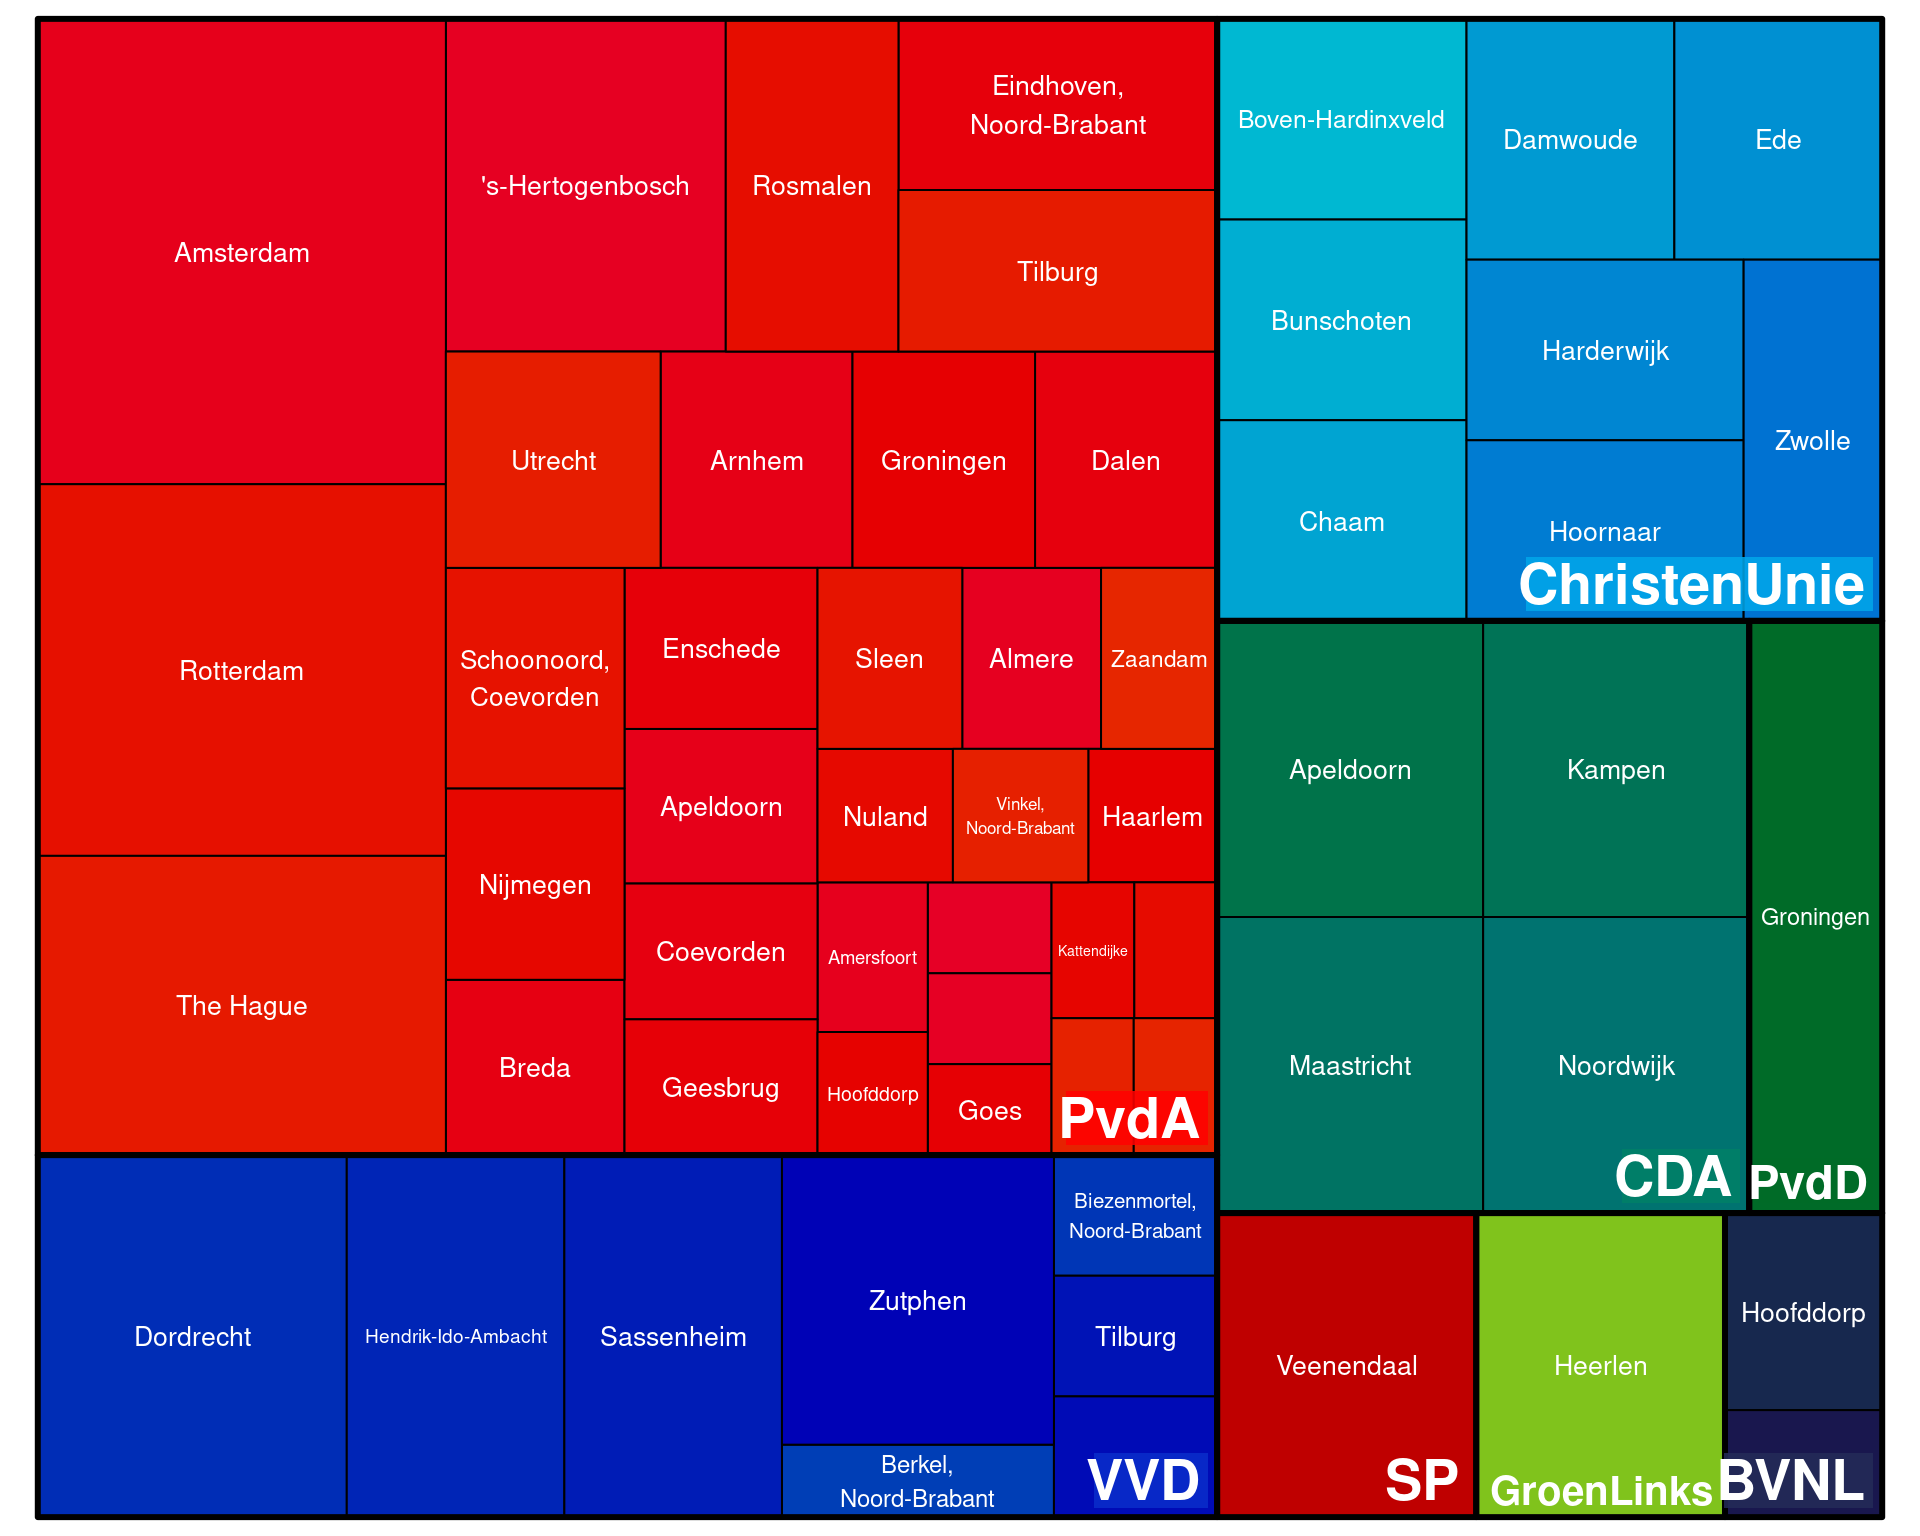 Amsterdam
Rotterdam
The Hague
's-Hertogenbosch
Rosmalen
Eindhoven,
Noord-Brabant
Tilburg
Utrecht
Arnhem
Groningen
Dalen
Schoonoord,
Coevorden
Nijmegen
Breda
Enschede
Apeldoorn
Coevorden
Geesbrug
Sleen
Almere
Zaandam
Nuland
Vinkel,
Noord-Brabant
Haarlem
Amersfoort
Hoofddorp
Goes
Kattendijke
PvdA
Dordrecht
Hendrik-Ido-Ambacht
Sassenheim
Zutphen
Berkel,
Noord-Brabant
Biezenmortel,
Noord-Brabant
Tilburg
VVD
Boven-Hardinxveld
Bunschoten
Chaam
Damwoude
Ede
Harderwijk
Hoornaar
Zwolle
ChristenUnie
Apeldoorn
Kampen
Maastricht
Noordwijk
CDA
Groningen
PvdD
Veenendaal
SP
Heerlen
GroenLinks
Hoofddorp
BVNL